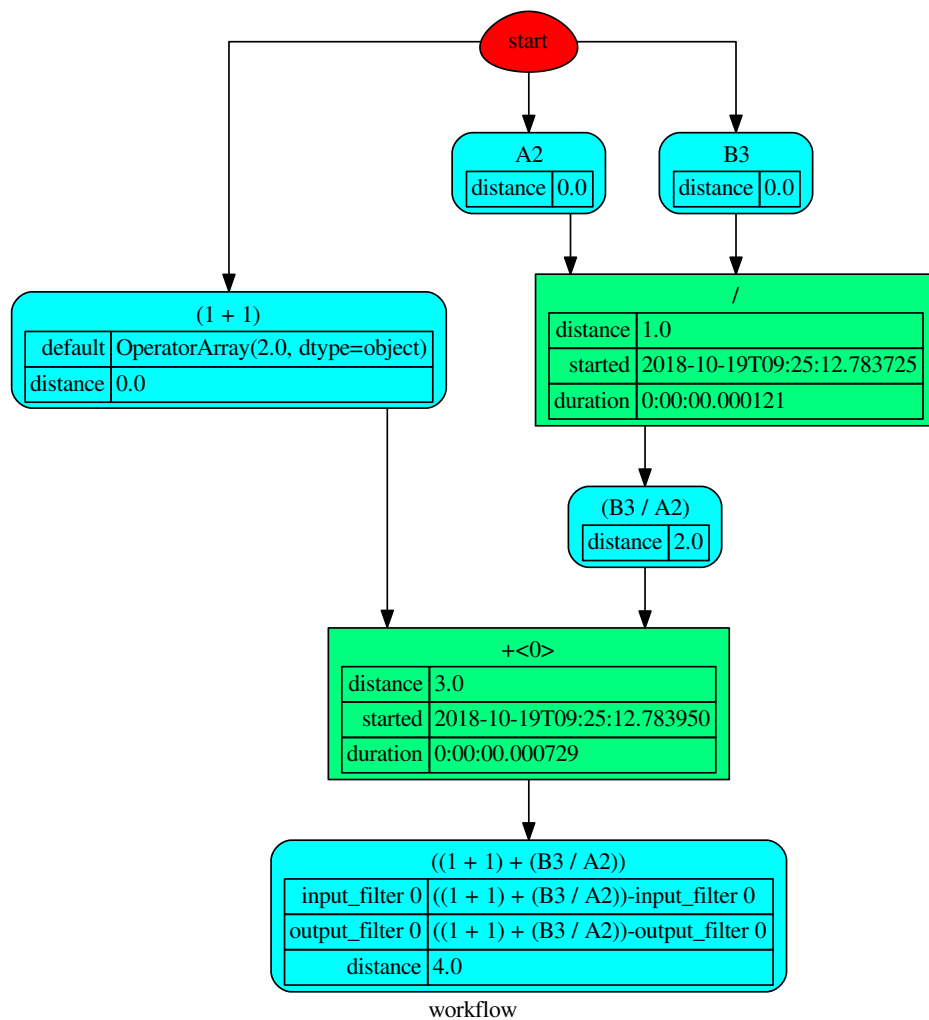 start
A2
distance 0.0
B3
distance 0.0
(1 + 1)
default OperatorArray(2.0, dtype=object)
distance 0.0
/
distance 1.0
started 2018-10-19T09:25:12.783725
duration 0:00:00.000121
(B3 / A2)
distance 2.0
+<0>
distance 3.0
started 2018-10-19T09:25:12.783950
duration 0:00:00.000729
((1 + 1) + (B3 / A2))
input_filter 0 ((1 + 1) + (B3 / A2))-input_filter 0
output_filter 0 ((1 + 1) + (B3 / A2))-output_filter 0
distance 4.0
workflow